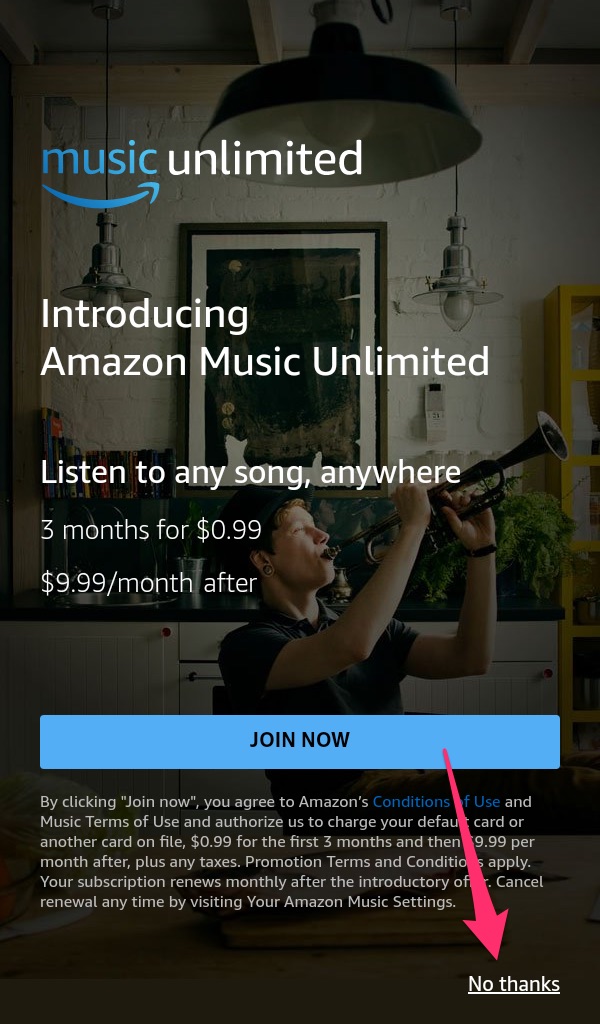 music unlimited
Introducing
Amazon Music Unlimited
Listen to any song, anywhere
3 months for $0.99
$9.99/month after
JOIN NOW
By clicking "Join now", you agree to Amazon’s Conditions of Use and
Music Terms of Use and authorize us to charge your default card or
another card on file, $0.99 for the first 3 months and then $9.99 per
month after, plus any taxes. Promotion Terms and Conditions apply.
Your subscription renews monthly after the introductory offer. Cancel
renewal any time by visiting Your Amazon Music Settings.
No thanks